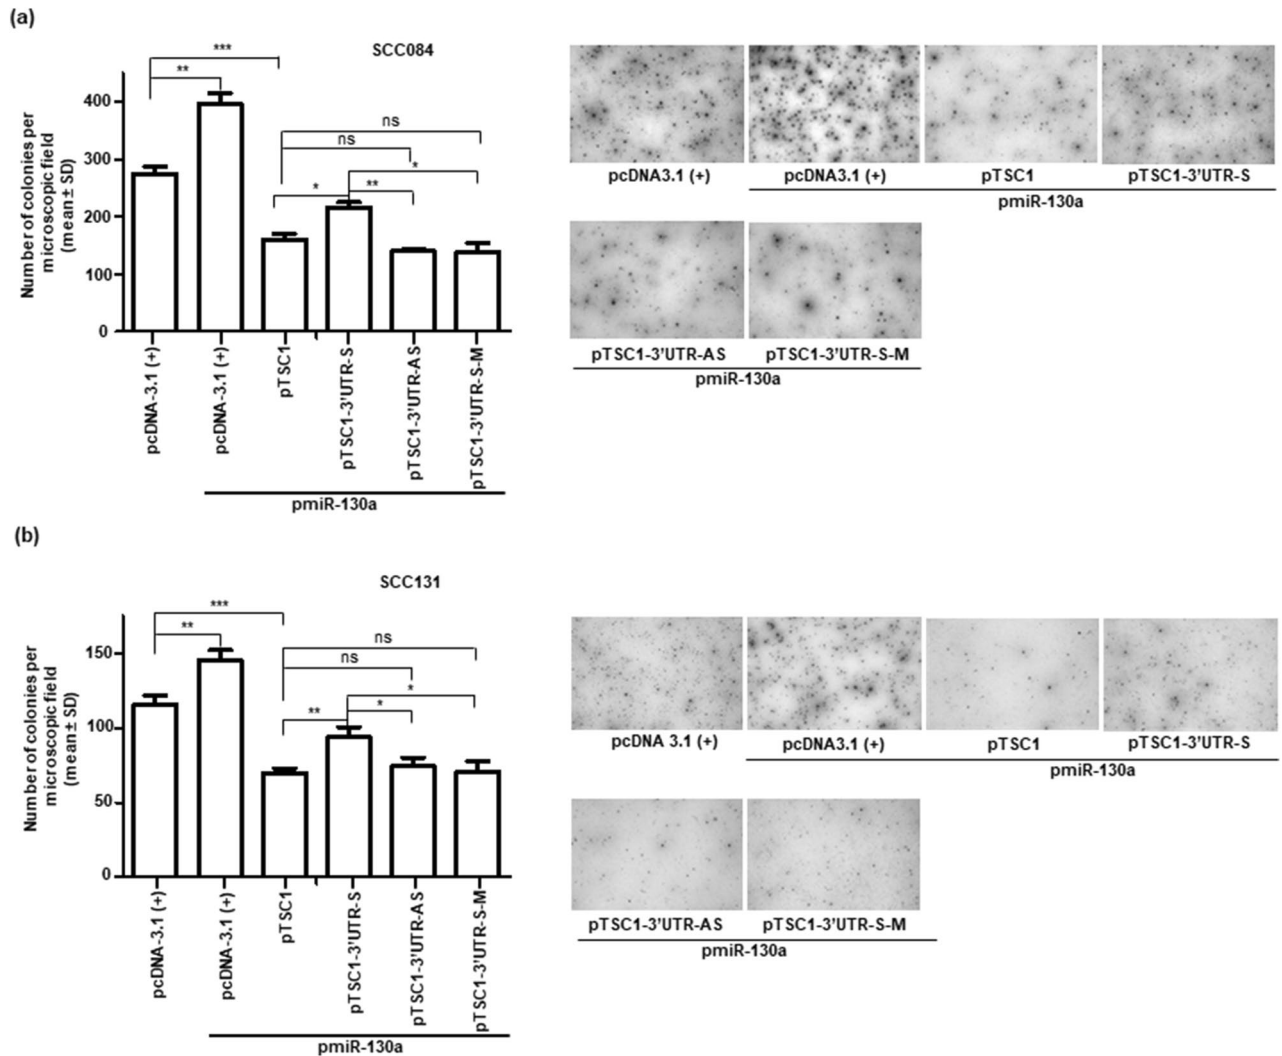 (a)
SCC084
Number of colonies per
microscopic field
(mean ± SD)
400
300
200
100
0
***
**
ns
ns
*
*
**
pcDNA-3.1 (+)
pcDNA-3.1 (+)
pTSC1
pTSC1-3'UTR-S
pTSC1-3'UTR-AS
pTSC1-3'UTR-S-M
pmiR-130a
pcDNA3.1 (+)
pcDNA3.1 (+)
pTSC1
pTSC1-3'UTR-S
pmiR-130a
pTSC1-3'UTR-AS
pTSC1-3'UTR-S-M
pmiR-130a
(b)
SCC131
Number of colonies per
microscopic field
(mean ± SD)
150
100
50
0
***
**
ns
ns
*
**
*
pcDNA-3.1 (+)
pcDNA-3.1 (+)
pTSC1
pTSC1-3'UTR-S
pTSC1-3'UTR-AS
pTSC1-3'UTR-S-M
pmiR-130a
pcDNA 3.1 (+)
pcDNA3.1 (+)
pTSC1
pTSC1-3'UTR-S
pmiR-130a
pTSC1-3'UTR-AS
pTSC1-3'UTR-S-M
pmiR-130a